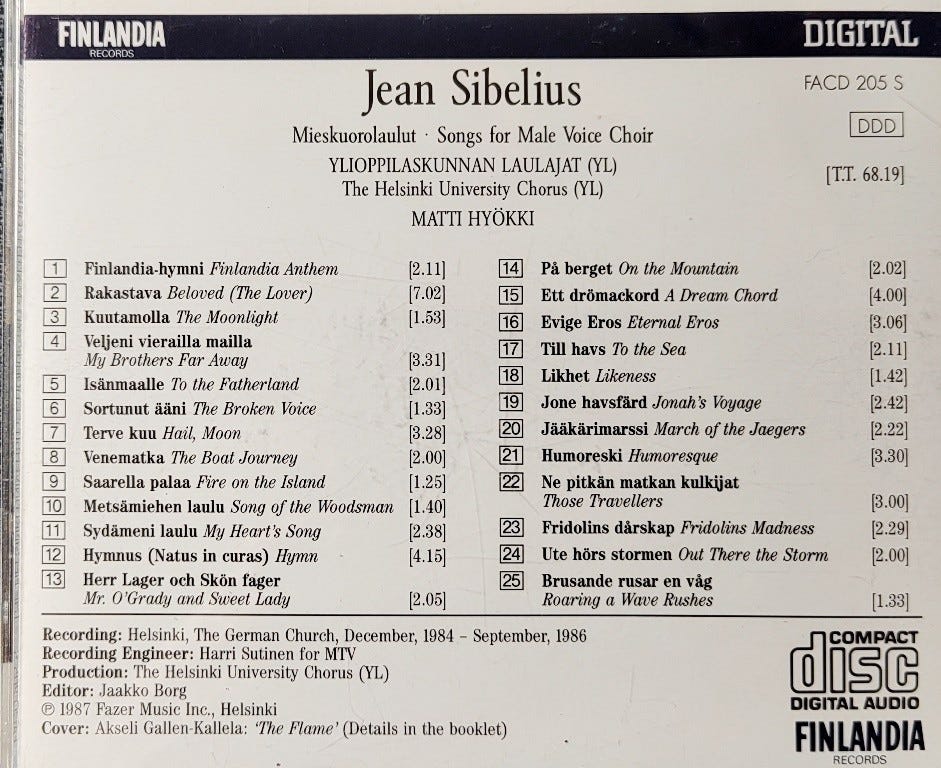 FINLANDIA
RECORDS
DIGITAL
Jean Sibelius
FACD 205 S
DDD
Mieskuorolaulut · Songs for Male Voice Choir
YLIOPPILASKUNNAN LAULAJAT (YL)
[T.T. 68.19]
The Helsinki University Chorus (YL)
MATTI HYÖKKI
1 Finlandia-hymni Finlandia Anthem [2.11]
2 Rakastava Beloved (The Lover) [7.02]
3 Kuutamolla The Moonlight [1.53]
4 Veljeni vierailla mailla
My Brothers Far Away [3.31]
5 Isänmaalle To the Fatherland [2.01]
6 Sortunut ääni The Broken Voice [1.33]
7 Terve kuu Hail, Moon [3.28]
8 Venematka The Boat Journey [2.00]
9 Saarella palaa Fire on the Island [1.25]
10 Metsämiehen laulu Song of the Woodsman [1.40]
11 Sydämeni laulu My Heart's Song [2.38]
12 Hymnus (Natus in curas) Hymn [4.15]
13 Herr Lager och Skön fager
Mr. O'Grady and Sweet Lady [2.05]
14 På berget On the Mountain [2.02]
15 Ett drömackord A Dream Chord [4.00]
16 Evige Eros Eternal Eros [3.06]
17 Till havs To the Sea [2.11]
18 Likhet Likeness [1.42]
19 Jone havsfärd Jonah's Voyage [2.42]
20 Jääkärimarssi March of the Jaegers [2.22]
21 Humoreski Humoresque [3.30]
22 Ne pitkän matkan kulkijat
Those Travellers [3.00]
23 Fridolins dårskap Fridolins Madness [2.29]
24 Ute hörs stormen Out There the Storm [2.00]
25 Brusande rusar en våg
Roaring a Wave Rushes [1.33]
Recording: Helsinki, The German Church, December, 1984 – September, 1986
Recording Engineer: Harri Sutinen for MTV
Production: The Helsinki University Chorus (YL)
Editor: Jaakko Borg
℗ 1987 Fazer Music Inc., Helsinki
Cover: Akseli Gallen-Kallela: 'The Flame' (Details in the booklet)
COMPACT
disc
DIGITAL AUDIO
FINLANDIA
RECORDS